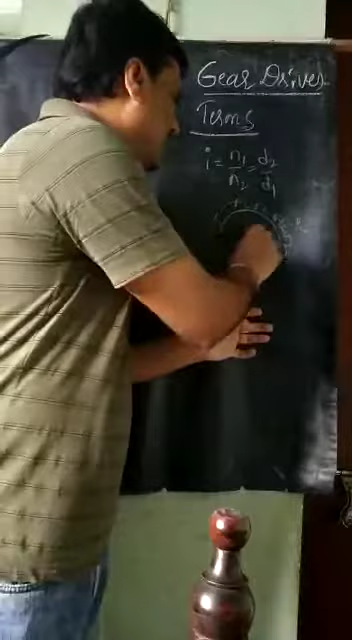 Gear Drives
Terms
i = n1/n2 = d2/d1